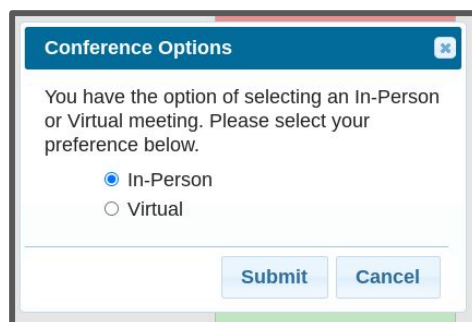 Conference Options
You have the option of selecting an In-Person
or Virtual meeting. Please select your
preference below.
In-Person
Virtual
Submit Cancel